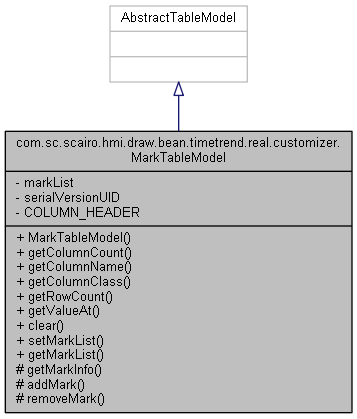 AbstractTableModel
com.sc.scairo.hmi.draw.bean.timetrend.real.customizer.
MarkTableModel
- markList
- serialVersionUID
- COLUMN_HEADER
+ MarkTableModel()
+ getColumnCount()
+ getColumnName()
+ getColumnClass()
+ getRowCount()
+ getValueAt()
+ clear()
+ setMarkList()
+ getMarkList()
# getMarkInfo()
# addMark()
# removeMark()